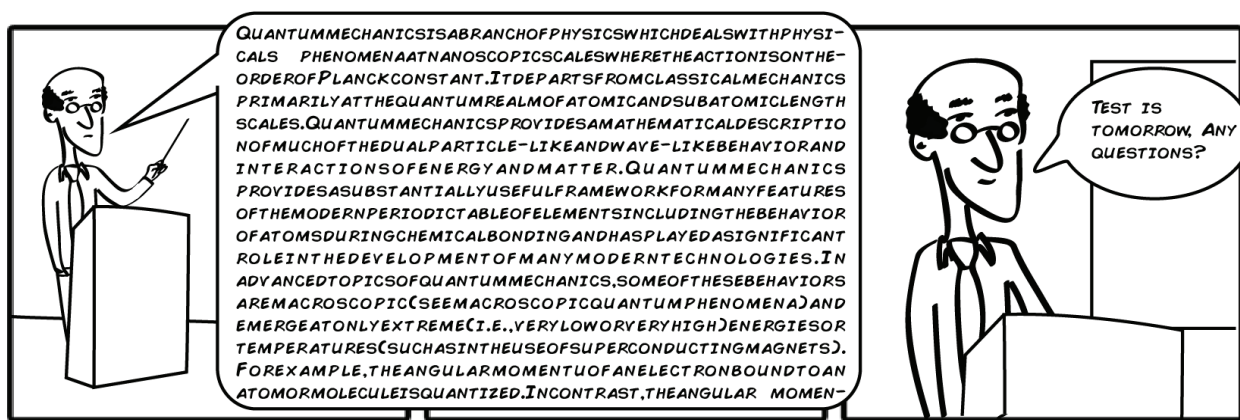 QUANTUMMECHANICSISABRANCHOFPHYSICSWHICHDEALSWITHPHYSI-
CALS PHENOMENAATNANOSCOPICSCALESWHERETHEACTIONISONTHE-
ORDEROFPLANCKCONSTANT.ITDEPARTSFROMCLASSICALMECHANICS
PRIMARILYATTHEQUANTUMREALMOFATOMICANDSUBATOMICLENGTH
SCALES.QUANTUMMECHANICSPROVIDESAMATHEMATICALDESCRIPTIO
NOFMUCHOFTHEDUALPARTICLE-LIKEANDWAVE-LIKEBEHAVIORAND
INTERACTIONSOFENERGYANDMATTER.QUANTUMMECHANICS
PROVIDESASUBSTANTIALLYUSEFULFRAMEWORKFORMANYFEATURES
OFTHEMODERNPERIODICTABLEOFELEMENTSINCLUDINGTHEBEHAVIOR
OFATOMSDURINGCHEMICALBONDINGANDHASPLAYEDASIGNIFICANT
ROLEINTHEDEVELOPMENTOFMANYMODERNTECHNOLOGIES.IN
ADVANCEDTOPICSOFQUANTUMMECHANICS,SOMEOFTHESEBEHAVIORS
AREMACROSCOPIC(SEEMACROSCOPICQUANTUMPHENOMENA)AND
EMERGEATONLYEXTREME(I.E.,VERYLOWORVERYHIGH)ENERGIESOR
TEMPERATURES(SUCHASINTHEUSEOFSUPERCONDUCTINGMAGNETS).
FOREXAMPLE,THEANGULARMOMENTUOFANELECTRONBOUNDTOAN
ATOMORMOLECULEISQUANTIZED.INCONTRAST,THEANGULAR MOMEN-
TEST IS
TOMORROW, ANY
QUESTIONS?